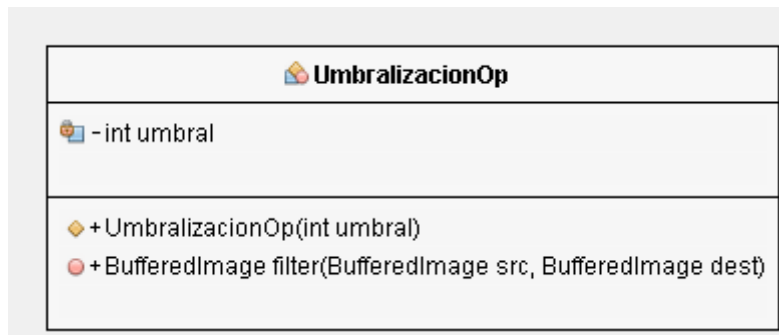 UmbralizacionOp
- int umbral
+ UmbralizacionOp(int umbral)
+ BufferedImage filter(BufferedImage src, BufferedImage dest)